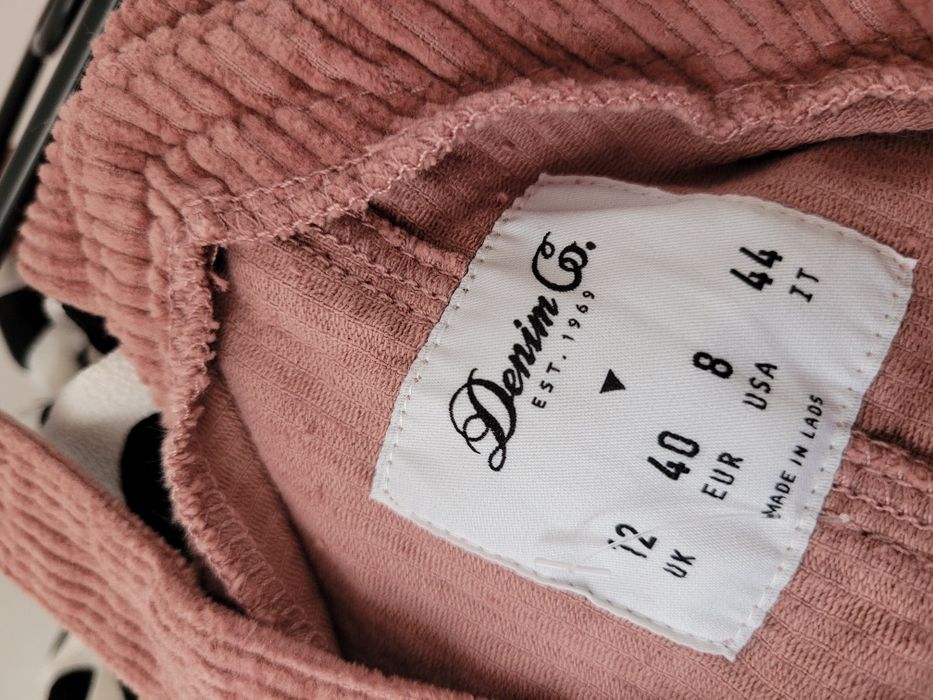 Denim Co.
EST. 1969
12 40 8 44
UK EUR USA IT
MADE IN LAOS